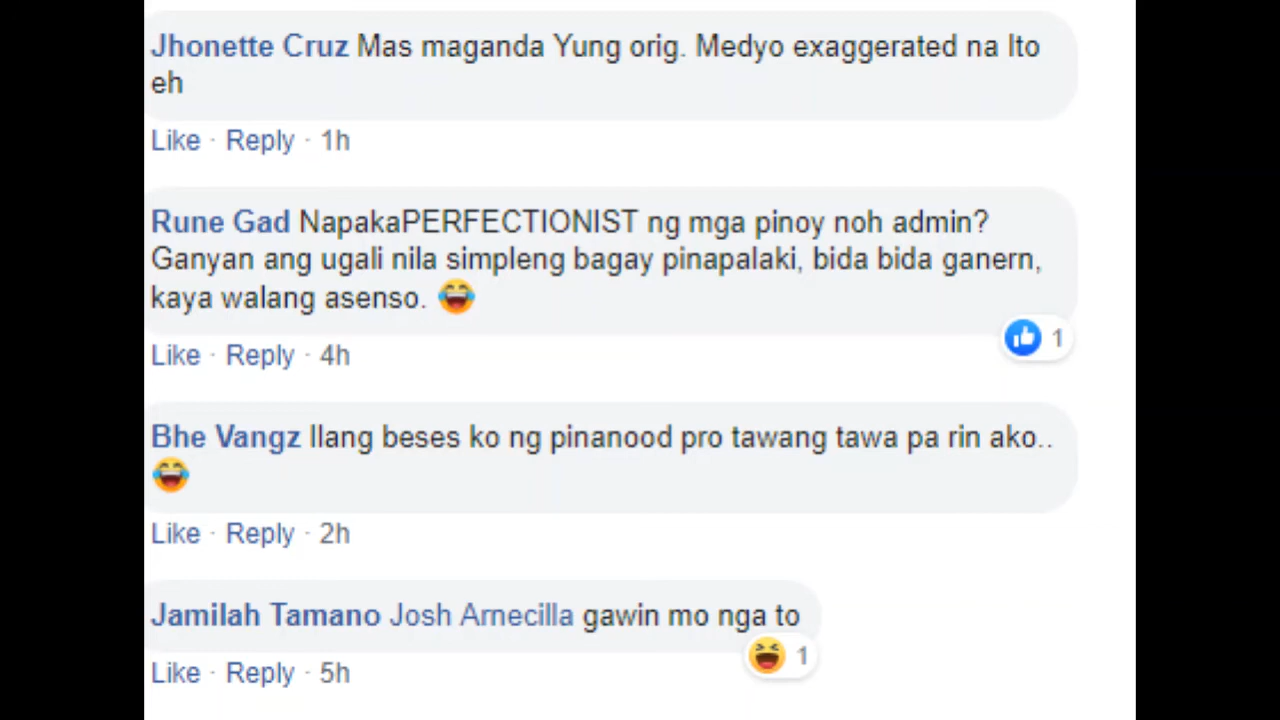 Jhonette Cruz Mas maganda Yung orig. Medyo exaggerated na Ito
eh
Like · Reply · 1h
Rune Gad NapakaPERFECTIONIST ng mga pinoy noh admin?
Ganyan ang ugali nila simpleng bagay pinapalaki, bida bida ganern,
kaya walang asenso. 😂
1
Like · Reply · 4h
Bhe Vangz Ilang beses ko ng pinanood pro tawang tawa pa rin ako..
😂
Like · Reply · 2h
Jamilah Tamano Josh Arnecilla gawin mo nga to
1
Like · Reply · 5h